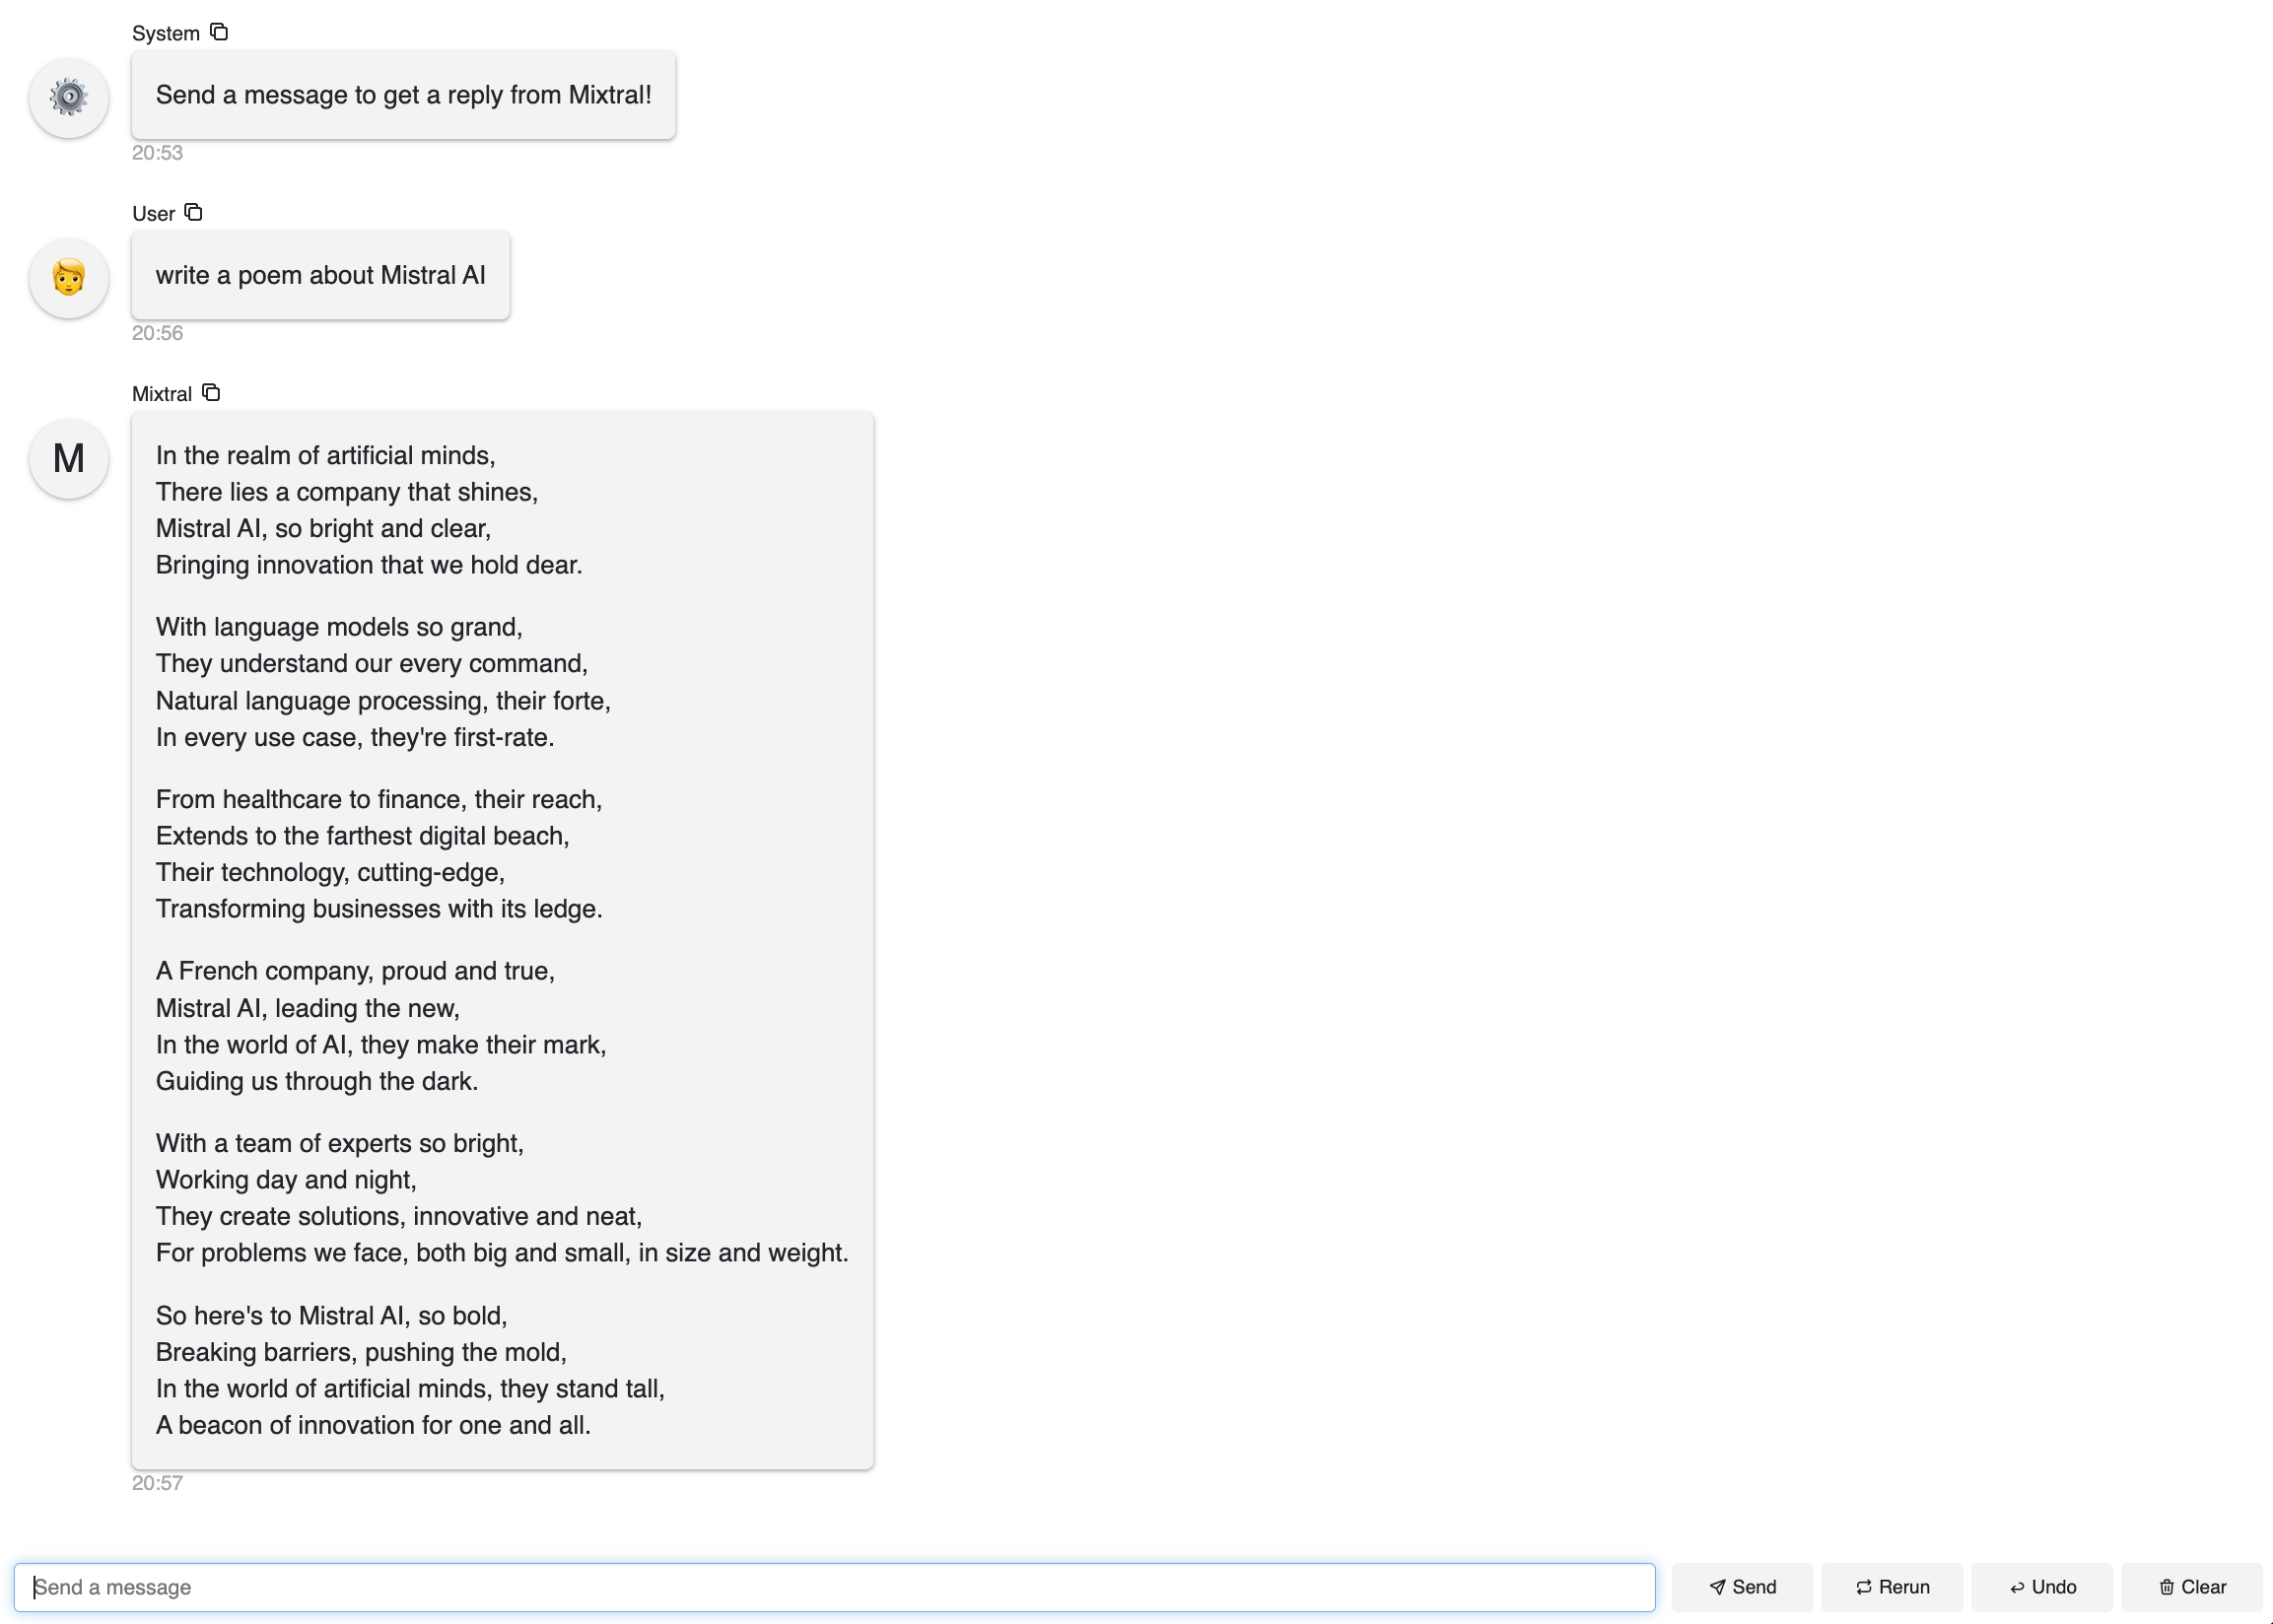 System
Send a message to get a reply from Mixtral!
20:53
User
write a poem about Mistral AI
20:56
Mixtral
M
In the realm of artificial minds,
There lies a company that shines,
Mistral AI, so bright and clear,
Bringing innovation that we hold dear.
With language models so grand,
They understand our every command,
Natural language processing, their forte,
In every use case, they're first-rate.
From healthcare to finance, their reach,
Extends to the farthest digital beach,
Their technology, cutting-edge,
Transforming businesses with its ledge.
A French company, proud and true,
Mistral AI, leading the new,
In the world of AI, they make their mark,
Guiding us through the dark.
With a team of experts so bright,
Working day and night,
They create solutions, innovative and neat,
For problems we face, both big and small, in size and weight.
So here's to Mistral AI, so bold,
Breaking barriers, pushing the mold,
In the world of artificial minds, they stand tall,
A beacon of innovation for one and all.
20:57
Send a message
Send
Rerun
Undo
Clear